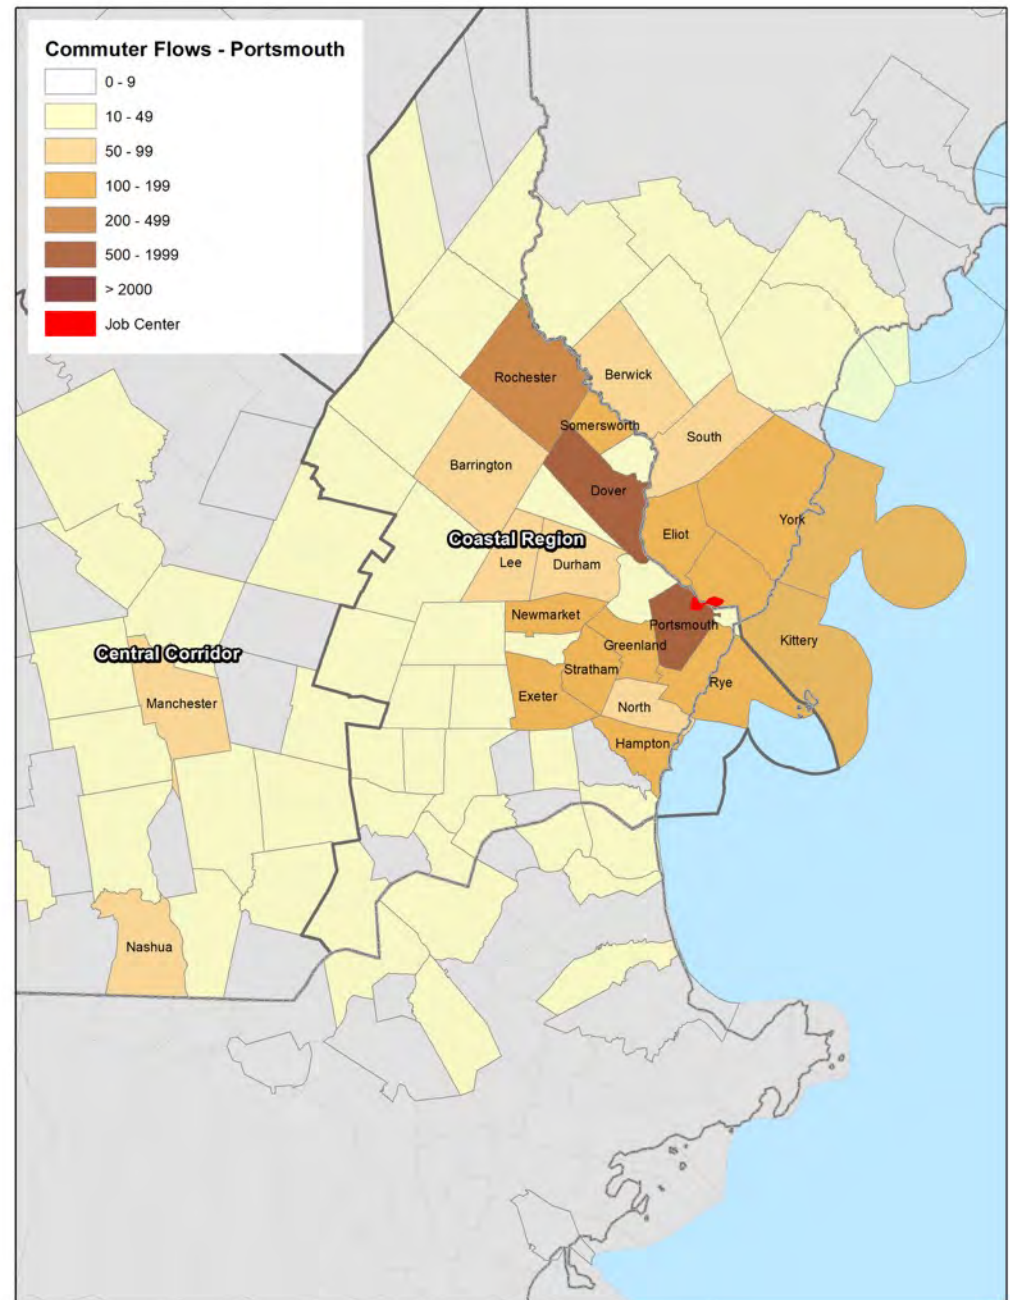 Commuter Flows - Portsmouth
0 - 9
10 - 49
50 - 99
100 - 199
200 - 499
500 - 1999
> 2000
Job Center
Rochester
Berwick
Somersworth
South
Barrington
Dover
York
Eliot
Coastal Region
Lee
Durham
Newmarket
Portsmouth
Kittery
Greenland
Central Corridor
Stratham
Rye
Exeter
Manchester
North
Hampton
Nashua